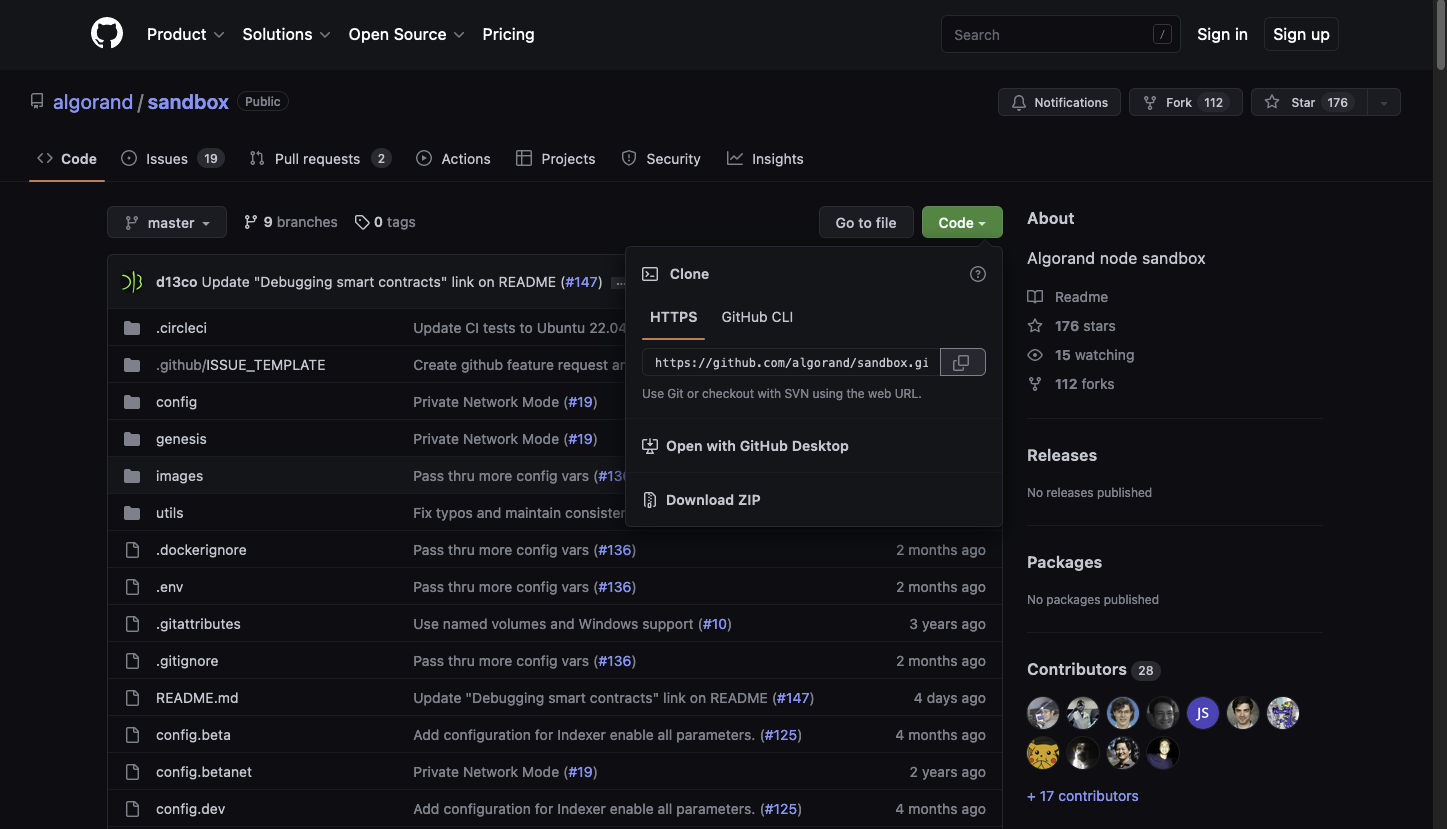 Product Solutions Open Source Pricing Search / Sign in Sign up
algorand / sandbox Public Notifications Fork 112 Star 176
Code Issues 19 Pull requests 2 Actions Projects Security Insights
master 9 branches 0 tags Go to file Code
d13co Update "Debugging smart contracts" link on README (#147) ...
.circleci Update CI tests to Ubuntu 22.04
.github/ISSUE_TEMPLATE Create github feature request an
config Private Network Mode (#19)
genesis Private Network Mode (#19)
images Pass thru more config vars (#136
utils Fix typos and maintain consister
.dockerignore Pass thru more config vars (#136) 2 months ago
.env Pass thru more config vars (#136) 2 months ago
.gitattributes Use named volumes and Windows support (#10) 3 years ago
.gitignore Pass thru more config vars (#136) 2 months ago
README.md Update "Debugging smart contracts" link on README (#147) 4 days ago
config.beta Add configuration for Indexer enable all parameters. (#125) 4 months ago
config.betanet Private Network Mode (#19) 2 years ago
config.dev Add configuration for Indexer enable all parameters. (#125) 4 months ago
Clone
HTTPS GitHub CLI
https://github.com/algorand/sandbox.gi
Use Git or checkout with SVN using the web URL.
Open with GitHub Desktop
Download ZIP
About
Algorand node sandbox
Readme
176 stars
15 watching
112 forks
Releases
No releases published
Packages
No packages published
Contributors 28
JS
+ 17 contributors